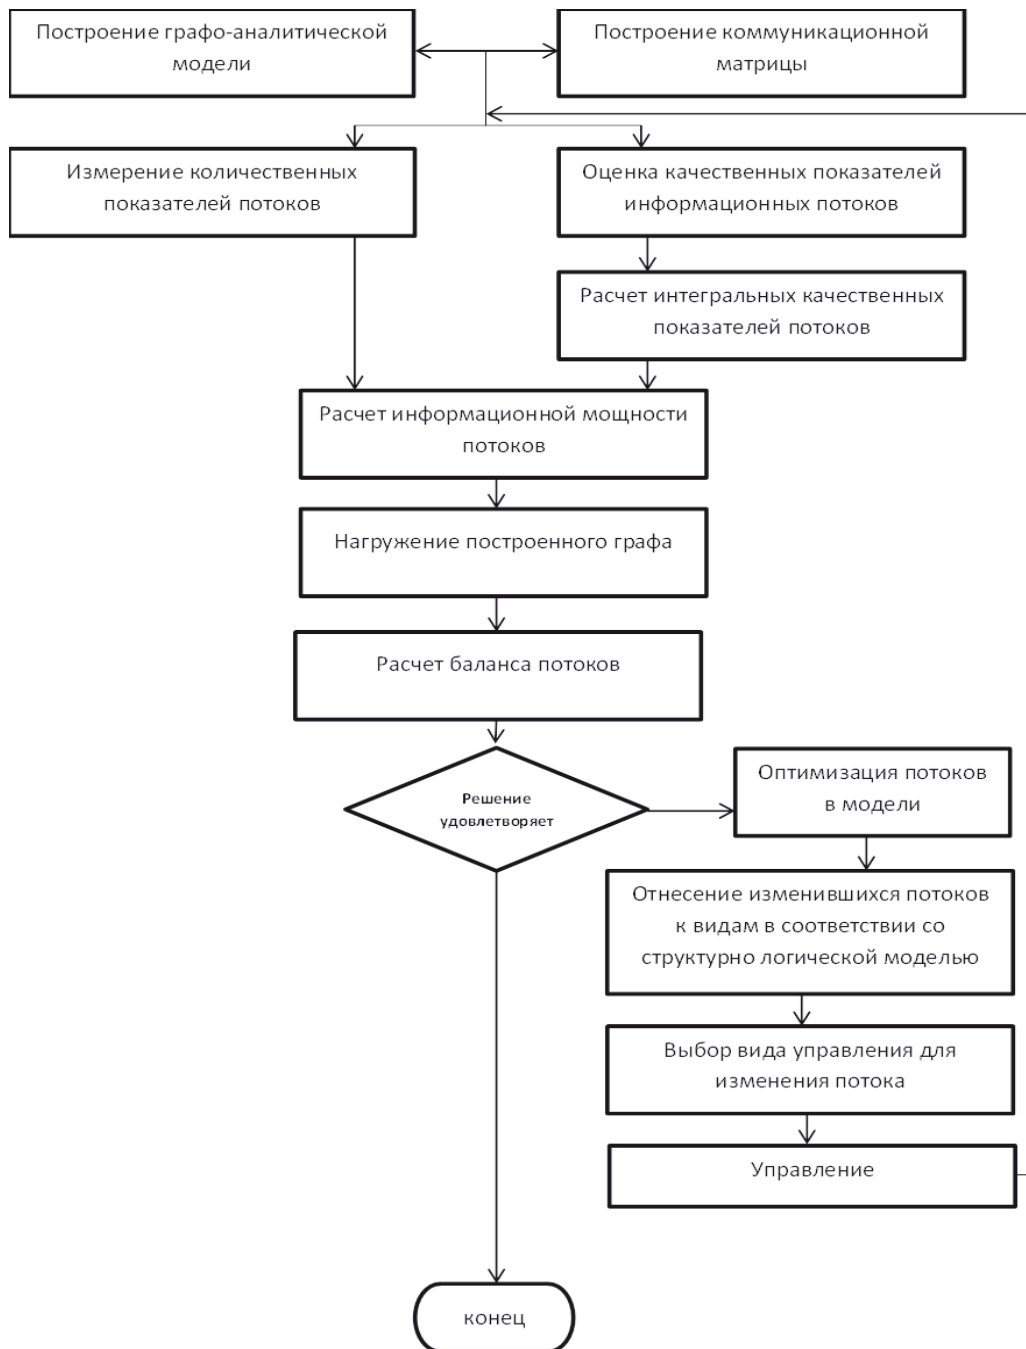 Построение графо-аналитической
модели
Построение коммуникационной
матрицы
Измерение количественных
показателей потоков
Оценка качественных показателей
информационных потоков
Расчет интегральных качественных
показателей потоков
Расчет информационной мощности
потоков
Нагружение построенного графа
Расчет баланса потоков
Решение
удовлетворяет
Оптимизация потоков
в модели
Отнесение изменившихся потоков
к видам в соответствии со
структурно логической моделью
Выбор вида управления для
изменения потока
Управление
конец